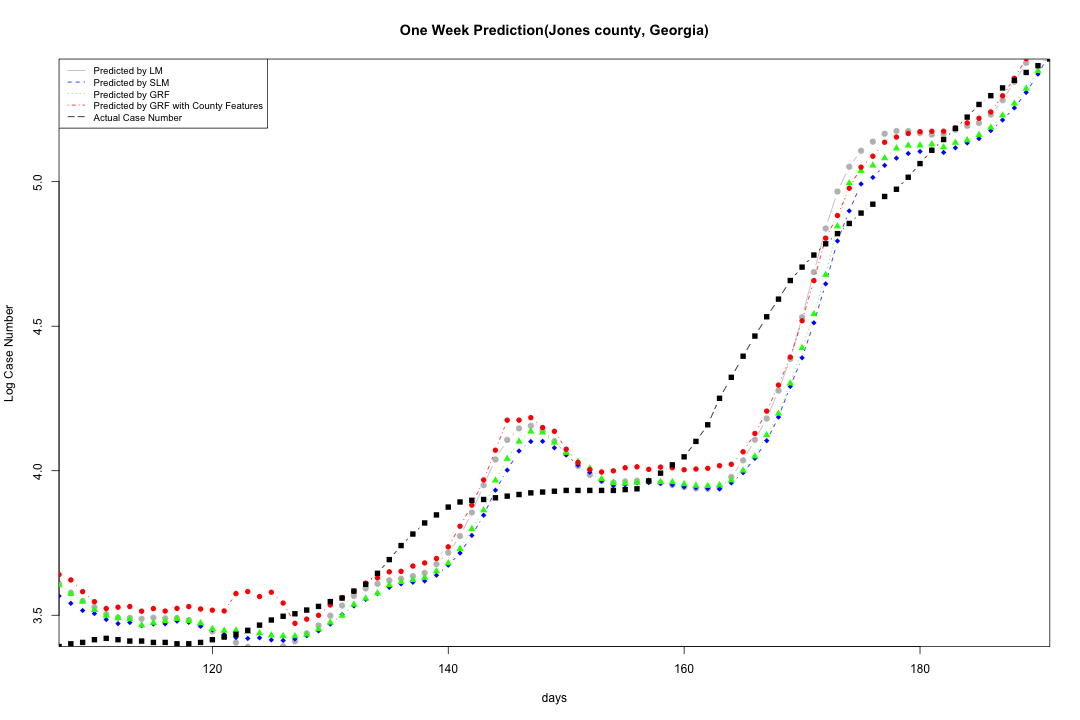 One Week Prediction(Jones county, Georgia)
Predicted by LM
Predicted by SLM
Predicted by GRF
Predicted by GRF with County Features
Actual Case Number
Log Case Number
5.0
4.5
4.0
3.5
120 140 160 180
days